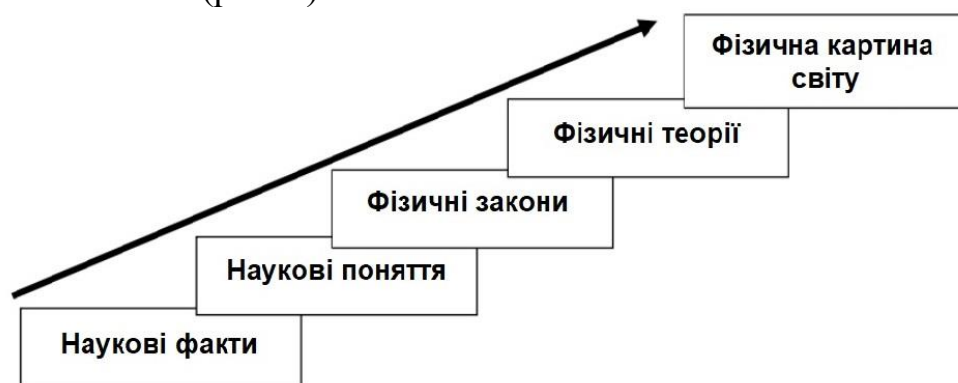 Фізична картина
світу
Фізичні теорії
Фізичні закони
Наукові поняття
Наукові факти